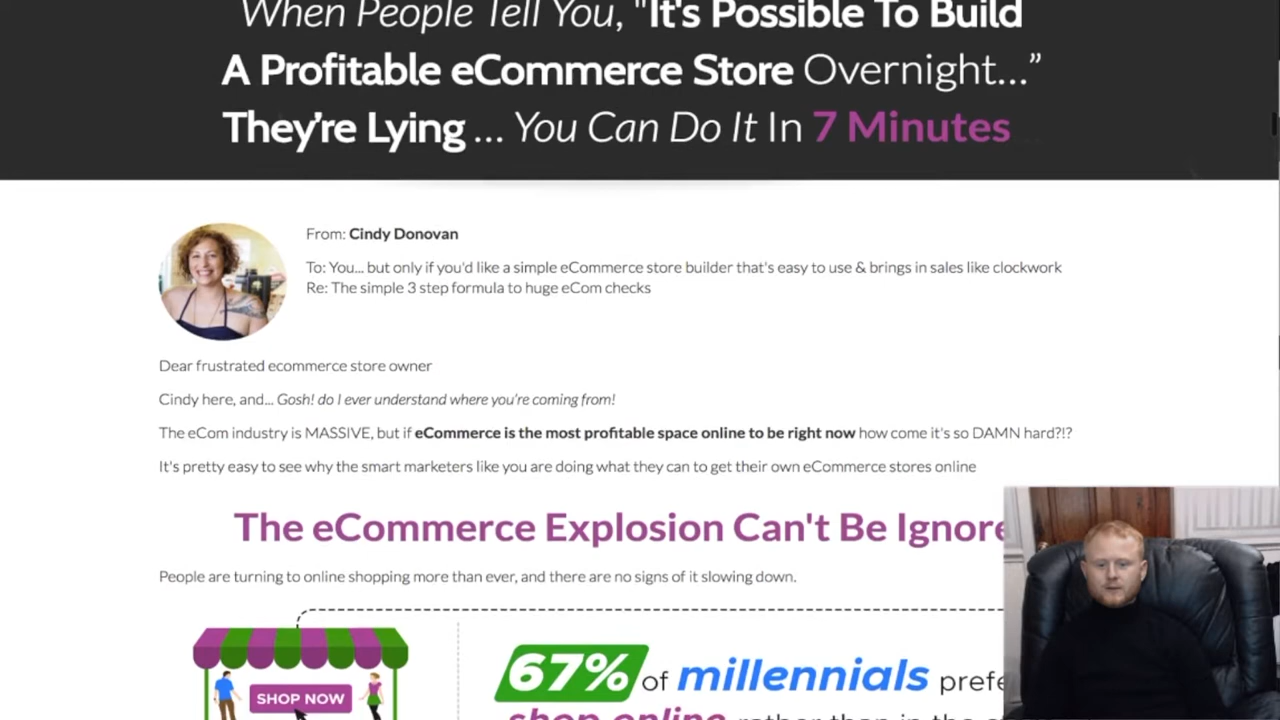 When People Tell You, "It's Possible To Build
A Profitable eCommerce Store Overnight...”
They're Lying ... You Can Do It In 7 Minutes
From: Cindy Donovan
To: You... but only if you'd like a simple eCommerce store builder that's easy to use & brings in sales like clockwork
Re: The simple 3 step formula to huge eCom checks
Dear frustrated ecommerce store owner
Cindy here, and... Gosh! do I ever understand where you're coming from!
The eCom industry is MASSIVE, but if eCommerce is the most profitable space online to be right now how come it's so DAMN hard?!?
It's pretty easy to see why the smart marketers like you are doing what they can to get their own eCommerce stores online
The eCommerce Explosion Can't Be Ignore
People are turning to online shopping more than ever, and there are no signs of it slowing down.
SHOP NOW
67% of millennials prefe
shop online rather than in the